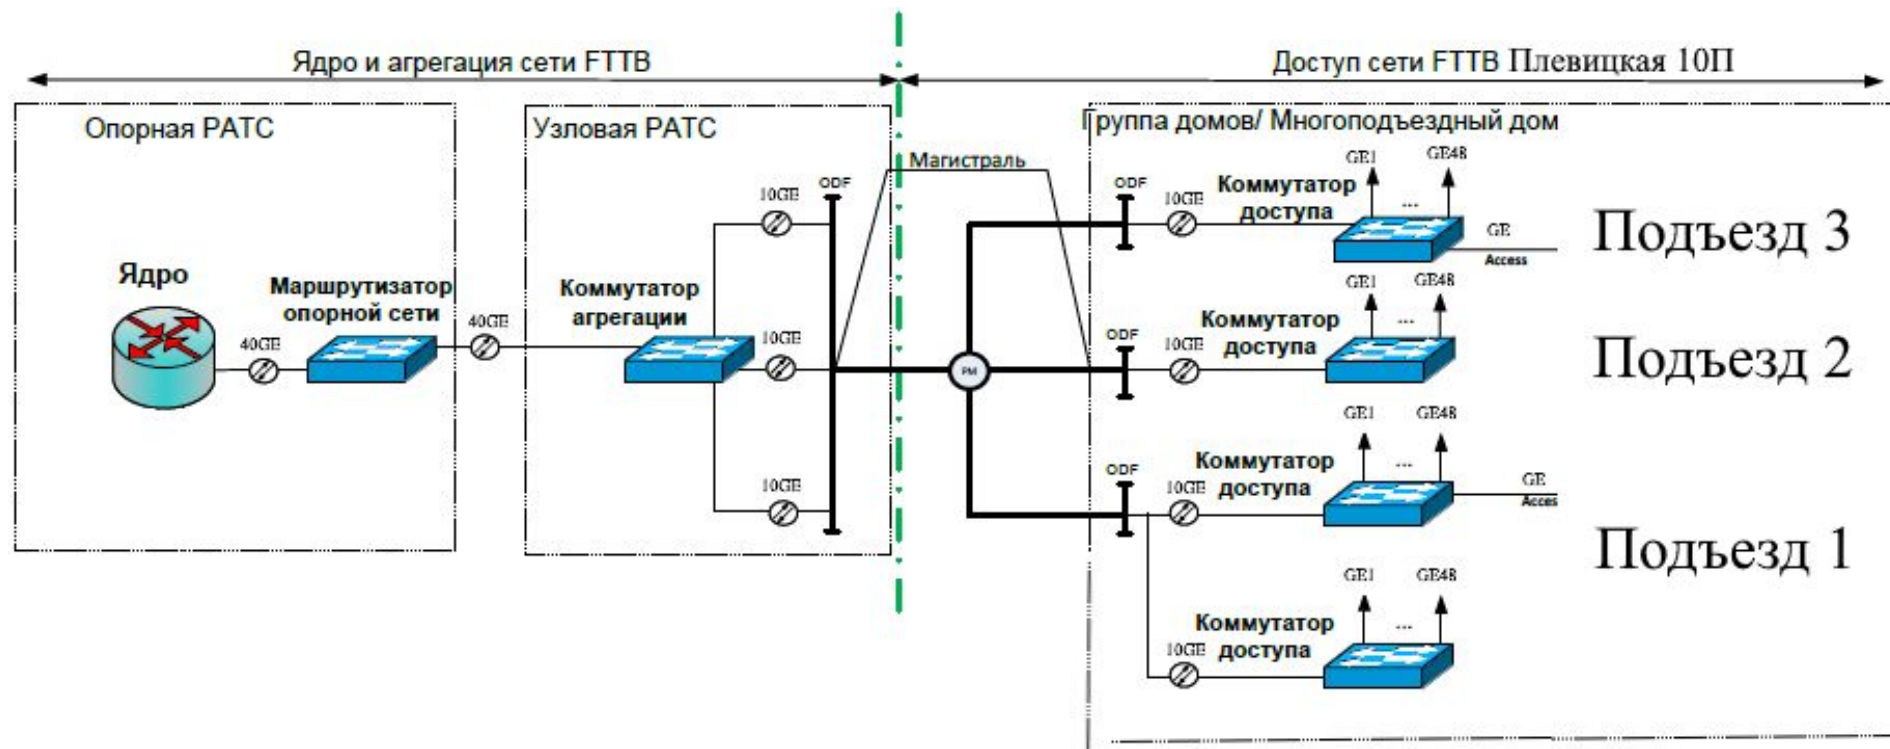 Ядро и агрегация сети FTTB
Доступ сети FTTB Плевицкая 10П
Опорная РАТС
Узловая РАТС
Группа домов/ Многоподъездный дом
Магистраль
Ядро
40GE
Маршрутизатор
опорной сети
40GE
Коммутатор
агрегации
10GE
10GE
10GE
ODF
РМ
ODF
10GE
Коммутатор
доступа
GE1
...
GE48
GE
Access
Подъезд 3
ODF
10GE
Коммутатор
доступа
GE1
...
GE48
Подъезд 2
ODF
10GE
Коммутатор
доступа
GE1
...
GE48
GE
Acces
Подъезд 1
10GE
Коммутатор
доступа
GE1
...
GE48